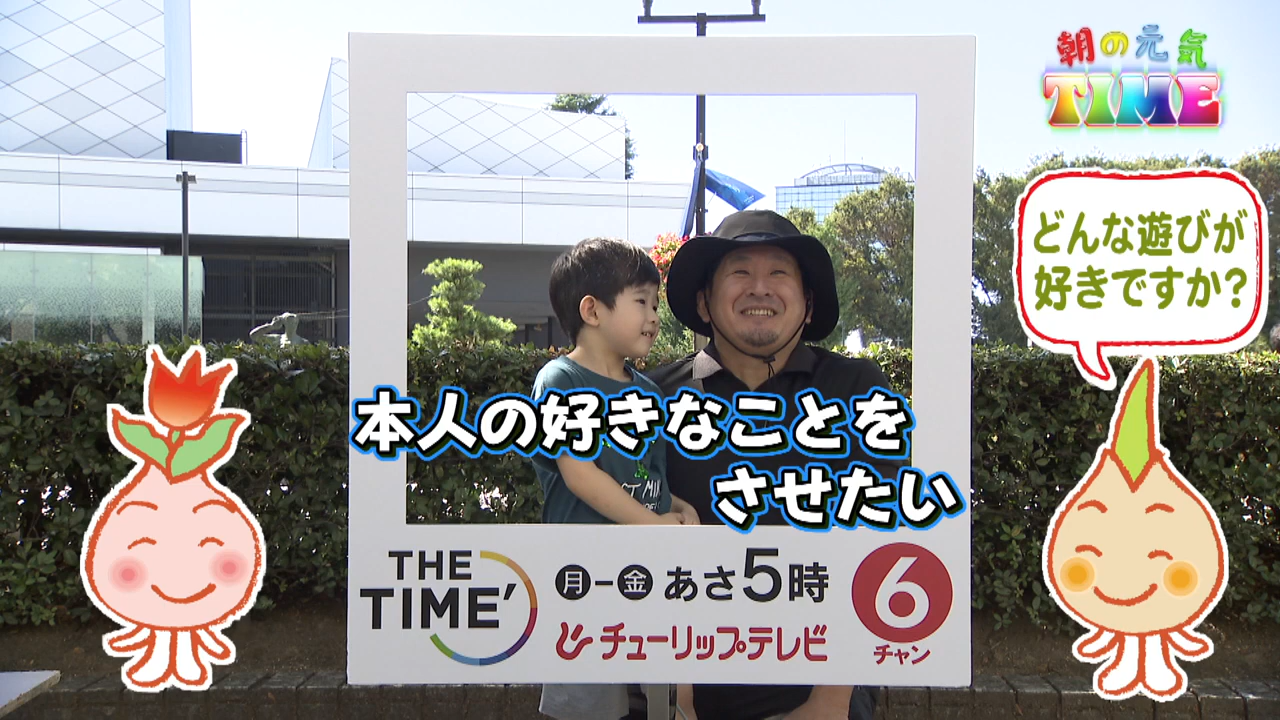 朝の元気
TIME
どんな遊びが
好きですか?
本人の好きなことを
させたい
THE
TIME'
月-金 あさ5時
チューリップテレビ
6
チャン